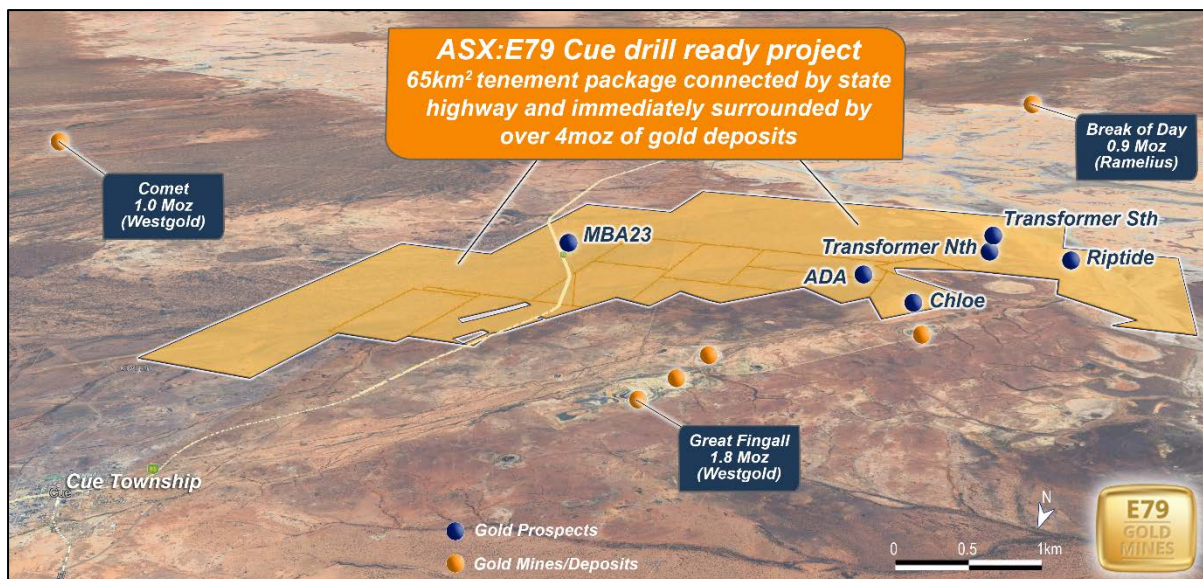 ASX:E79 Cue drill ready project
65km² tenement package connected by state
highway and immediately surrounded by
over 4moz of gold deposits
Comet
1.0 Moz
(Westgold)
Break of Day
0.9 Moz
(Ramelius)
MBA23
Transformer Sth
Transformer Nth
Riptide
ADA
Chloe
Great Fingall
1.8 Moz
(Westgold)
Cue Township
Cue
Gold Prospects
Gold Mines/Deposits
N
0 0.5 1km
E79
GOLD
MINES